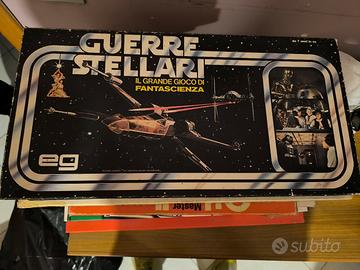 GUERRE
STELLARI
IL GRANDE GIOCO DI
FANTASCIENZA
eg
Master
subito